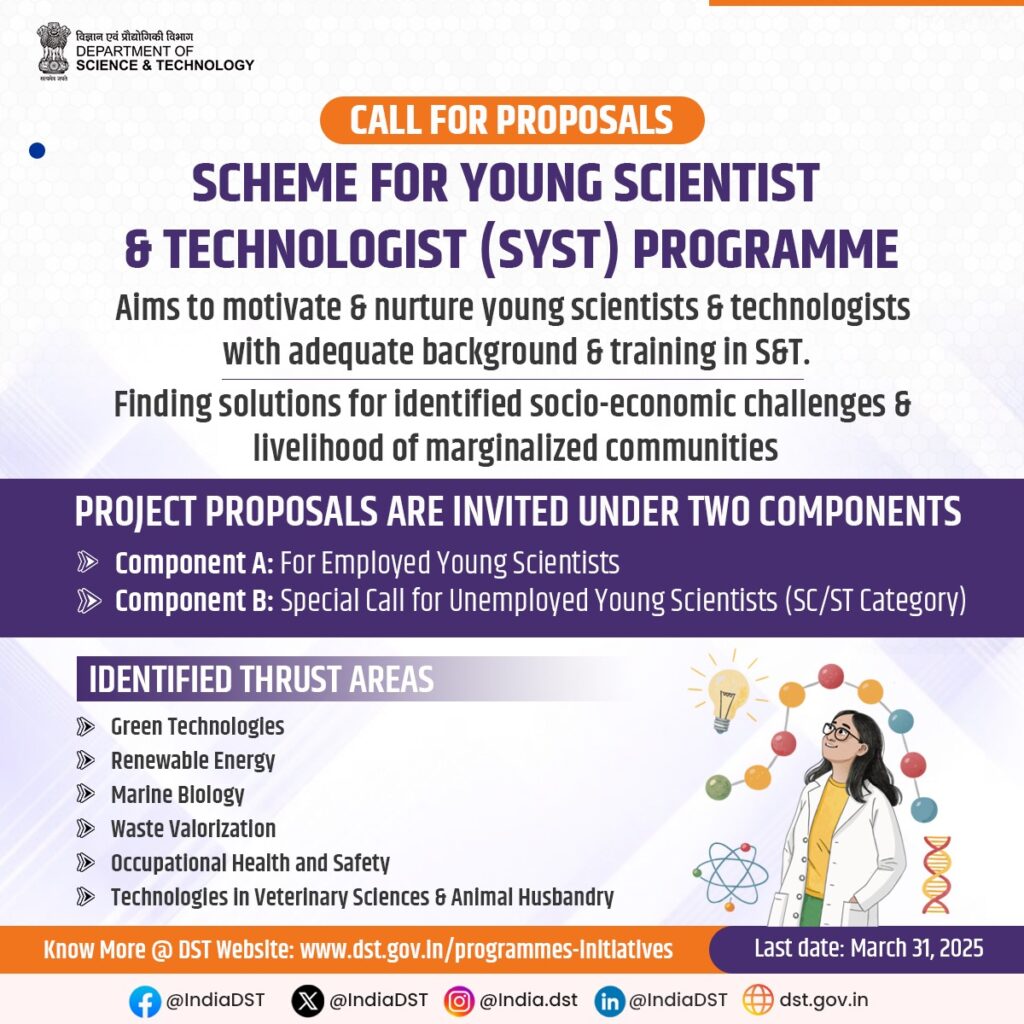 विज्ञान एवं प्रौद्योगिकी विभाग
DEPARTMENT OF
SCIENCE & TECHNOLOGY
सत्यमेव जयते
CALL FOR PROPOSALS
SCHEME FOR YOUNG SCIENTIST
& TECHNOLOGIST (SYST) PROGRAMME
Aims to motivate & nurture young scientists & technologists
with adequate background & training in S&T.
Finding solutions for identified socio-economic challenges &
livelihood of marginalized communities
PROJECT PROPOSALS ARE INVITED UNDER TWO COMPONENTS
Component A: For Employed Young Scientists
Component B: Special Call for Unemployed Young Scientists (SC/ST Category)
IDENTIFIED THRUST AREAS
Green Technologies
Renewable Energy
Marine Biology
Waste Valorization
Occupational Health and Safety
Technologies in Veterinary Sciences & Animal Husbandry
Know More @ DST Website: www.dst.gov.in/programmes-initiatives
Last date: March 31, 2025
@IndiaDST @IndiaDST @India.dst @IndiaDST dst.gov.in